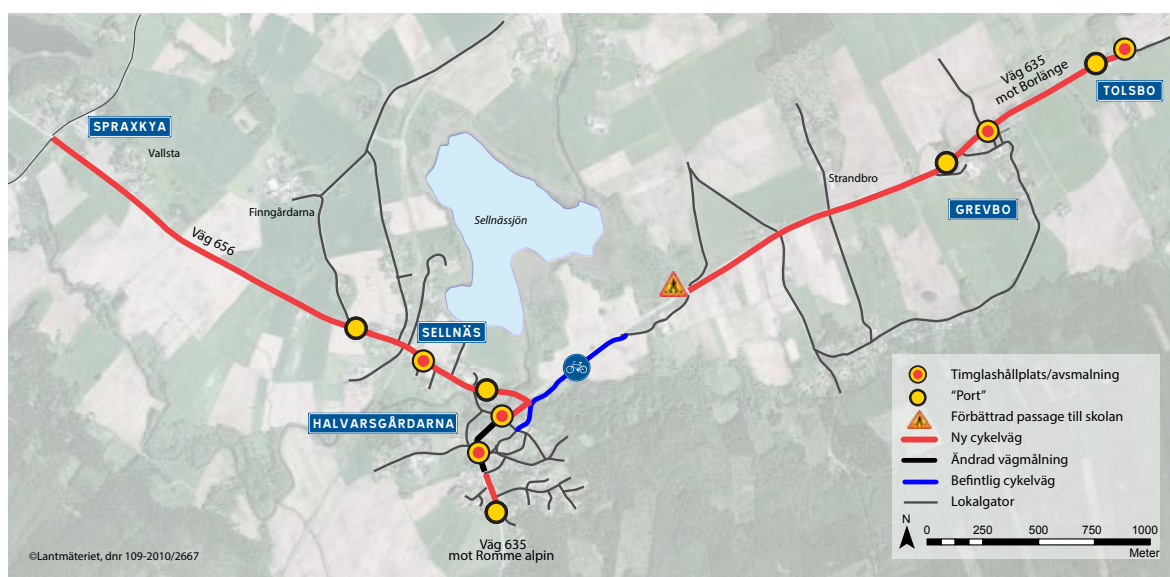 Väg 635
mot Borlänge
TOLSBO
SPRAXKYA
Vallsta
Strandbro
Finngårdarna
Sellnässjön
GREVBO
Väg 656
SELLNÄS
HALVARSGÅRDARNA
Väg 635
mot Romme alpin
©Lantmäteriet, dnr 109-2010/2667
Timglashållplats/avsmalning
"Port"
Förbättrad passage till skolan
Ny cykelväg
Ändrad vägmålning
Befintlig cykelväg
Lokalgator
N
0 250 500 750 1000
Meter